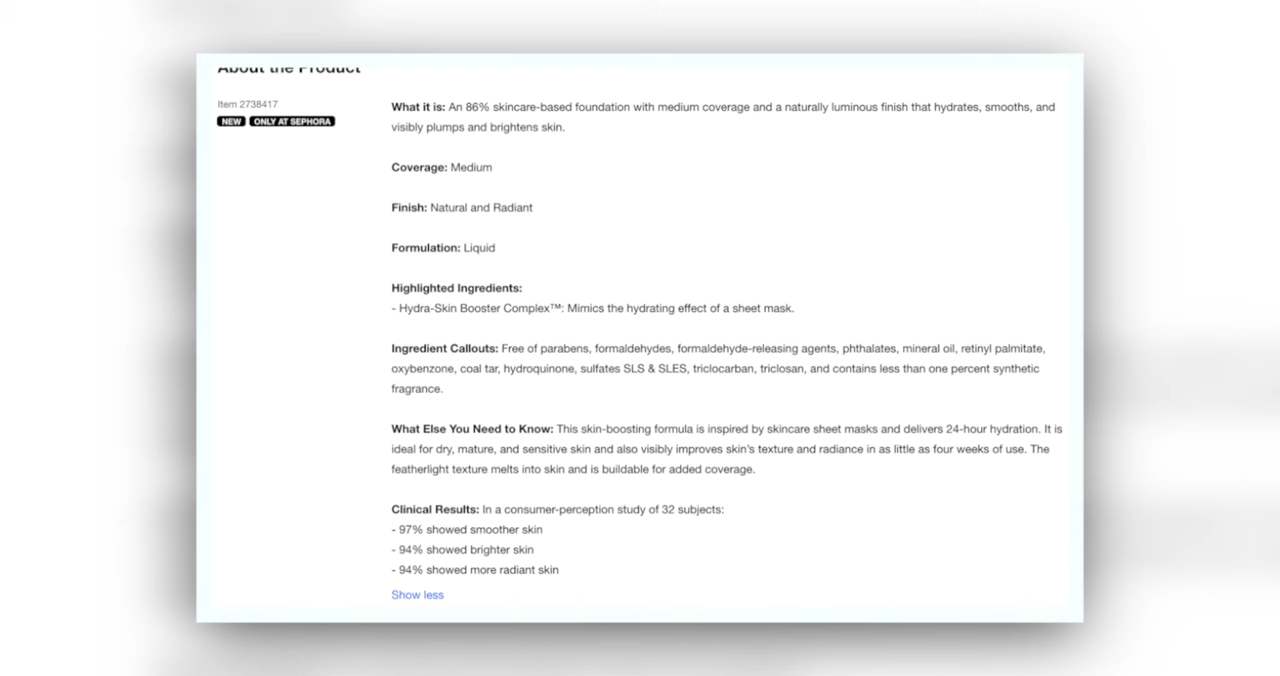 About the Product
Item 2738417
NEW ONLY AT SEPHORA
What it is: An 86% skincare-based foundation with medium coverage and a naturally luminous finish that hydrates, smooths, and
visibly plumps and brightens skin.
Coverage: Medium
Finish: Natural and Radiant
Formulation: Liquid
Highlighted Ingredients:
- Hydra-Skin Booster Complex™: Mimics the hydrating effect of a sheet mask.
Ingredient Callouts: Free of parabens, formaldehydes, formaldehyde-releasing agents, phthalates, mineral oil, retinyl palmitate,
oxybenzone, coal tar, hydroquinone, sulfates SLS & SLES, triclocarban, triclosan, and contains less than one percent synthetic
fragrance.
What Else You Need to Know: This skin-boosting formula is inspired by skincare sheet masks and delivers 24-hour hydration. It is
ideal for dry, mature, and sensitive skin and also visibly improves skin’s texture and radiance in as little as four weeks of use. The
featherlight texture melts into skin and is buildable for added coverage.
Clinical Results: In a consumer-perception study of 32 subjects:
- 97% showed smoother skin
- 94% showed brighter skin
- 94% showed more radiant skin
Show less